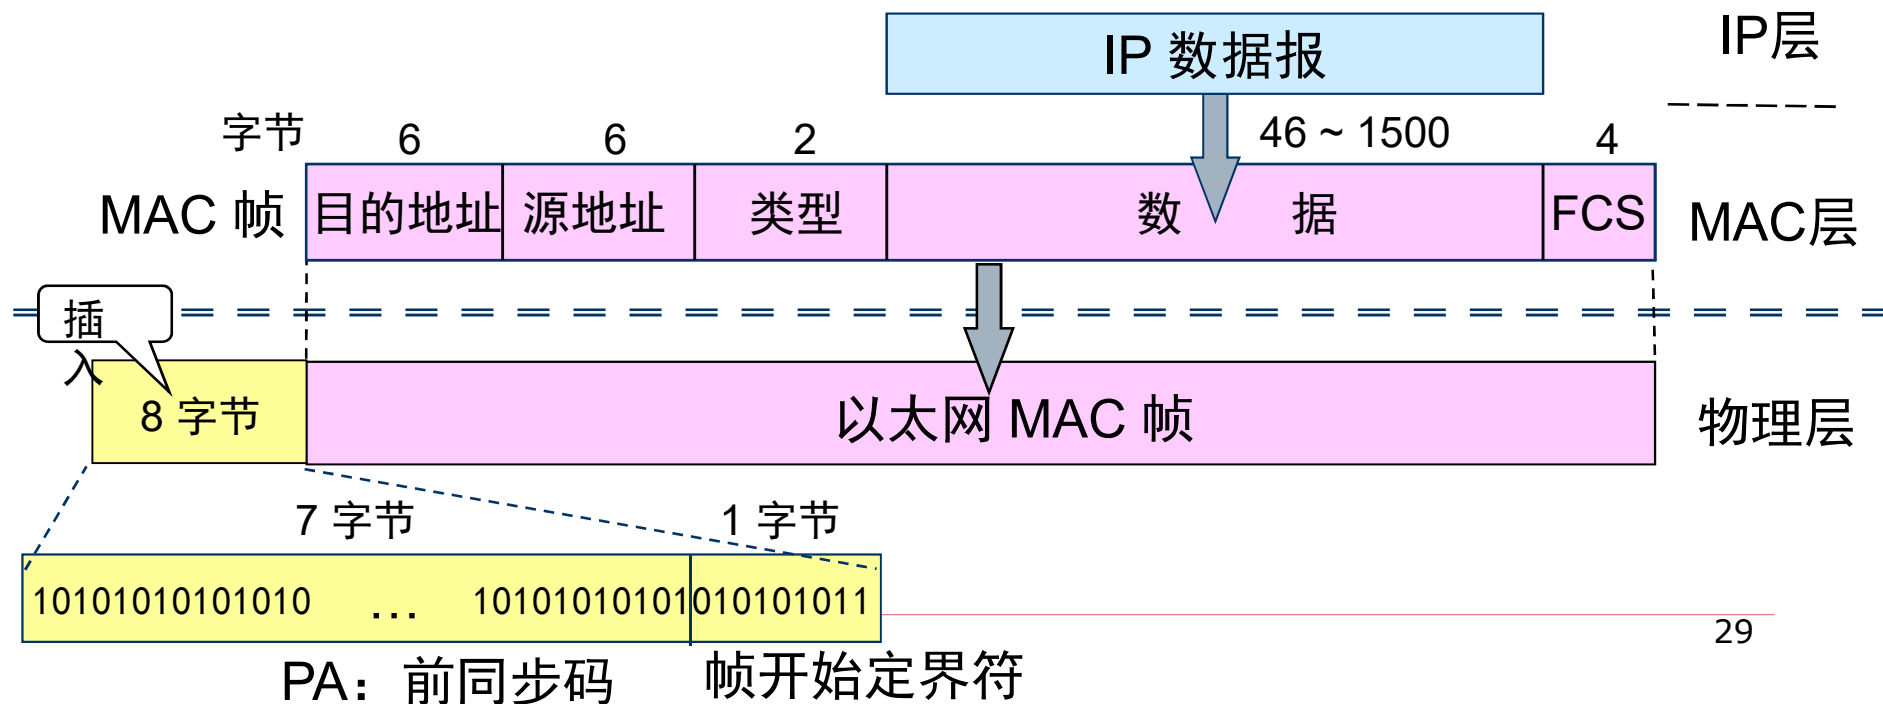 IP 数据报
IP层
字节 6 6 2 46 ~ 1500 4
MAC 帧 目的地址 源地址 类型 数 据 FCS MAC层
插
入
8 字节 以太网 MAC 帧 物理层
7 字节 1 字节
10101010101010 … 10101010101010101011
29
PA：前同步码 帧开始定界符